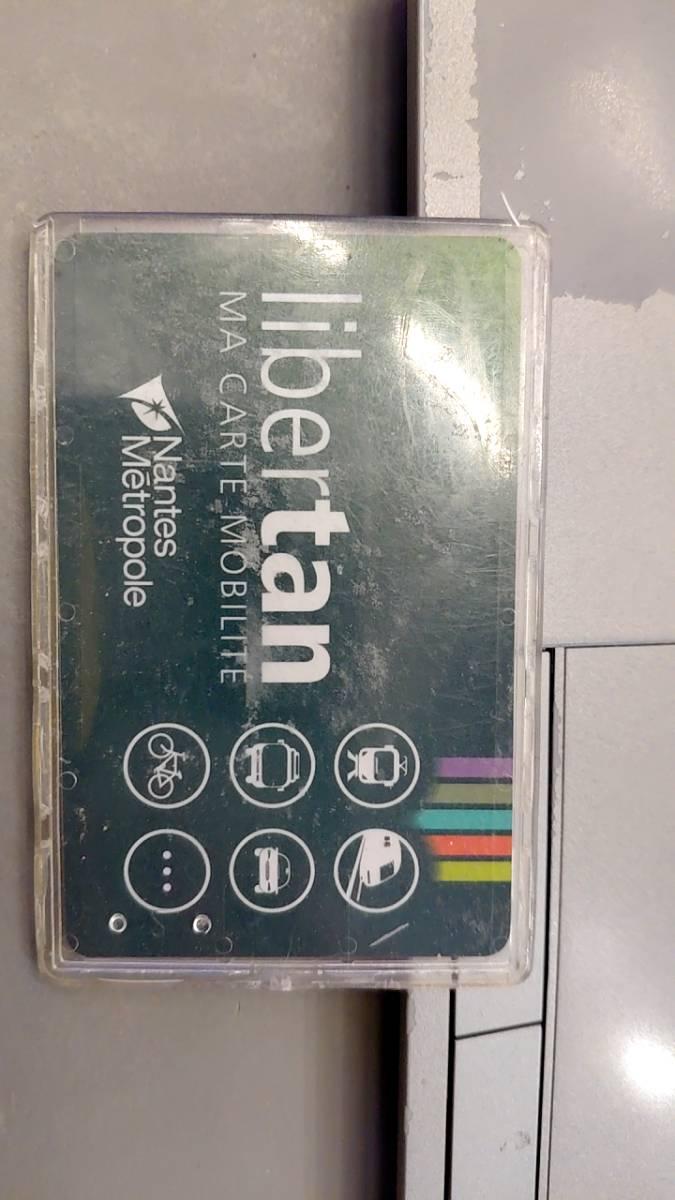 libertan
MA CARTE MOBILITÉ
Nantes
Métropole